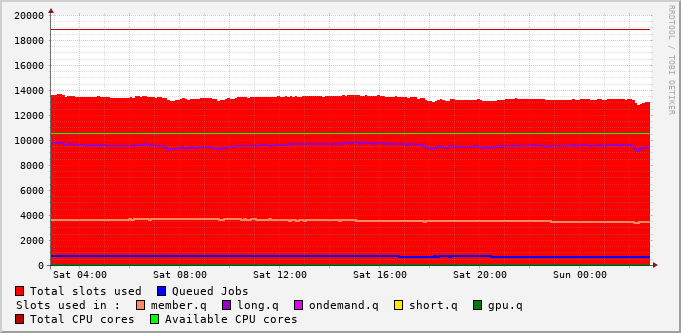 RRDTOOL / TOBI OETIKER
20000
18000
16000
14000
12000
10000
8000
6000
4000
2000
0
Sat 04:00 Sat 08:00 Sat 12:00 Sat 16:00 Sat 20:00 Sun 00:00
Total slots used Queued Jobs
Slots used in : member.q long.q ondemand.q short.q gpu.q
Total CPU cores Available CPU cores